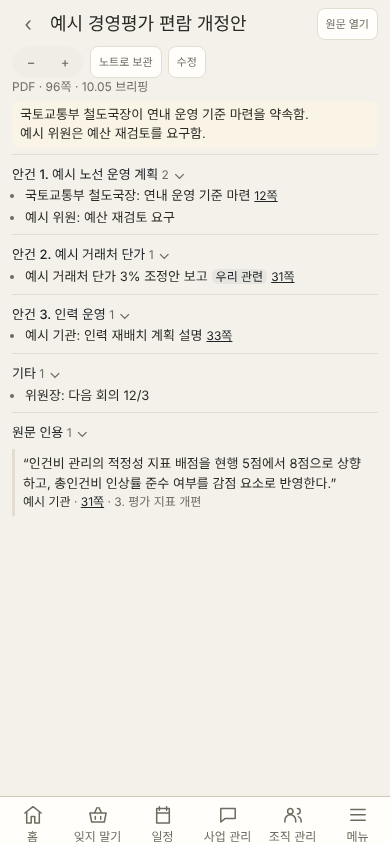 예시 경영평가 편람 개정안
원문 열기
− +
노트로 보관
수정
PDF · 96쪽 · 10.05 브리핑
국토교통부 철도국장이 연내 운영 기준 마련을 약속함.
예시 위원은 예산 재검토를 요구함.
안건 1. 예시 노선 운영 계획 2
• 국토교통부 철도국장: 연내 운영 기준 마련 12쪽
• 예시 위원: 예산 재검토 요구
안건 2. 예시 거래처 단가 1
• 예시 거래처 단가 3% 조정안 보고 우리 관련 31쪽
안건 3. 인력 운영 1
• 예시 기관: 인력 재배치 계획 설명 33쪽
기타 1
• 위원장: 다음 회의 12/3
원문 인용 1
“인건비 관리의 적정성 지표 배점을 현행 5점에서 8점으로 상향
하고, 총인건비 인상률 준수 여부를 감점 요소로 반영한다.”
예시 기관 · 31쪽 · 3. 평가 지표 개편
홈
잊지 말기
일정
사업 관리
조직 관리
메뉴